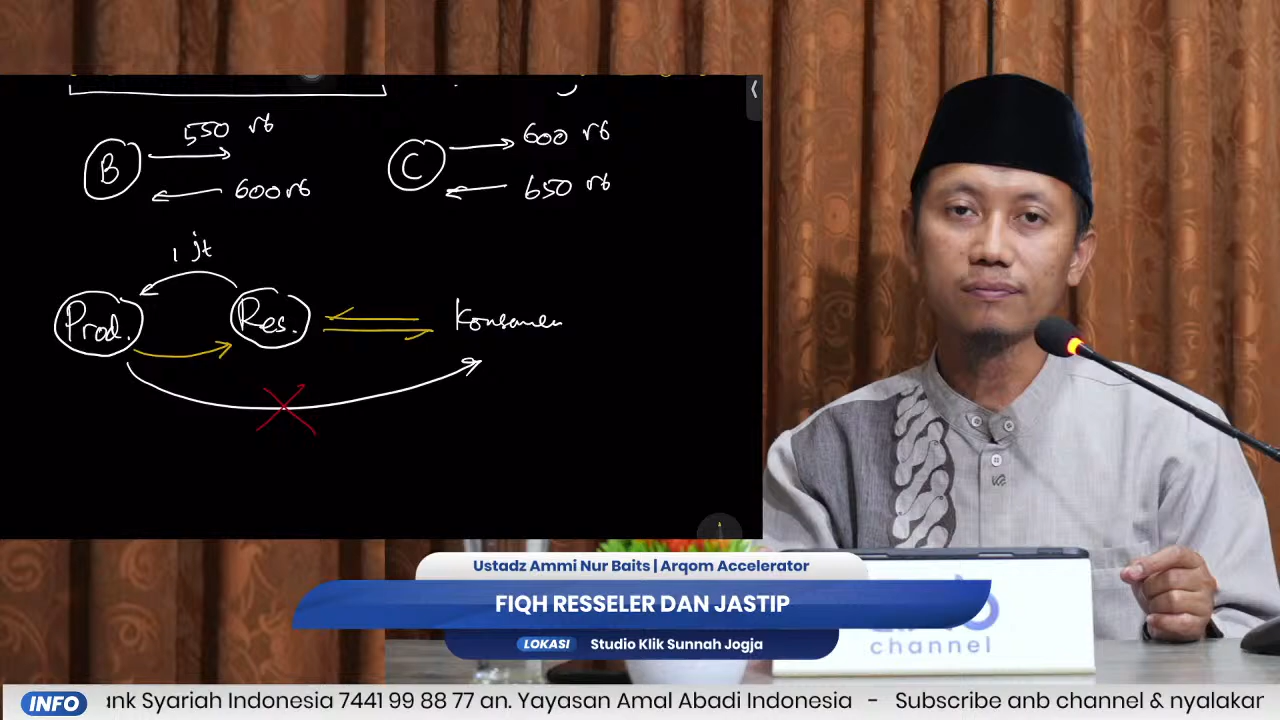 550 rb
B
600 rb
600 rb
C
650 rb
1 jt
Prod.
Res.
Konsumen
Ustadz Ammi Nur Baits | Arqom Accelerator
FIQH RESSELER DAN JASTIP
LOKASI Studio Klik Sunnah Jogja
channel
INFO ank Syariah Indonesia 7441 99 88 77 an. Yayasan Amal Abadi Indonesia - Subscribe anb channel & nyalakar